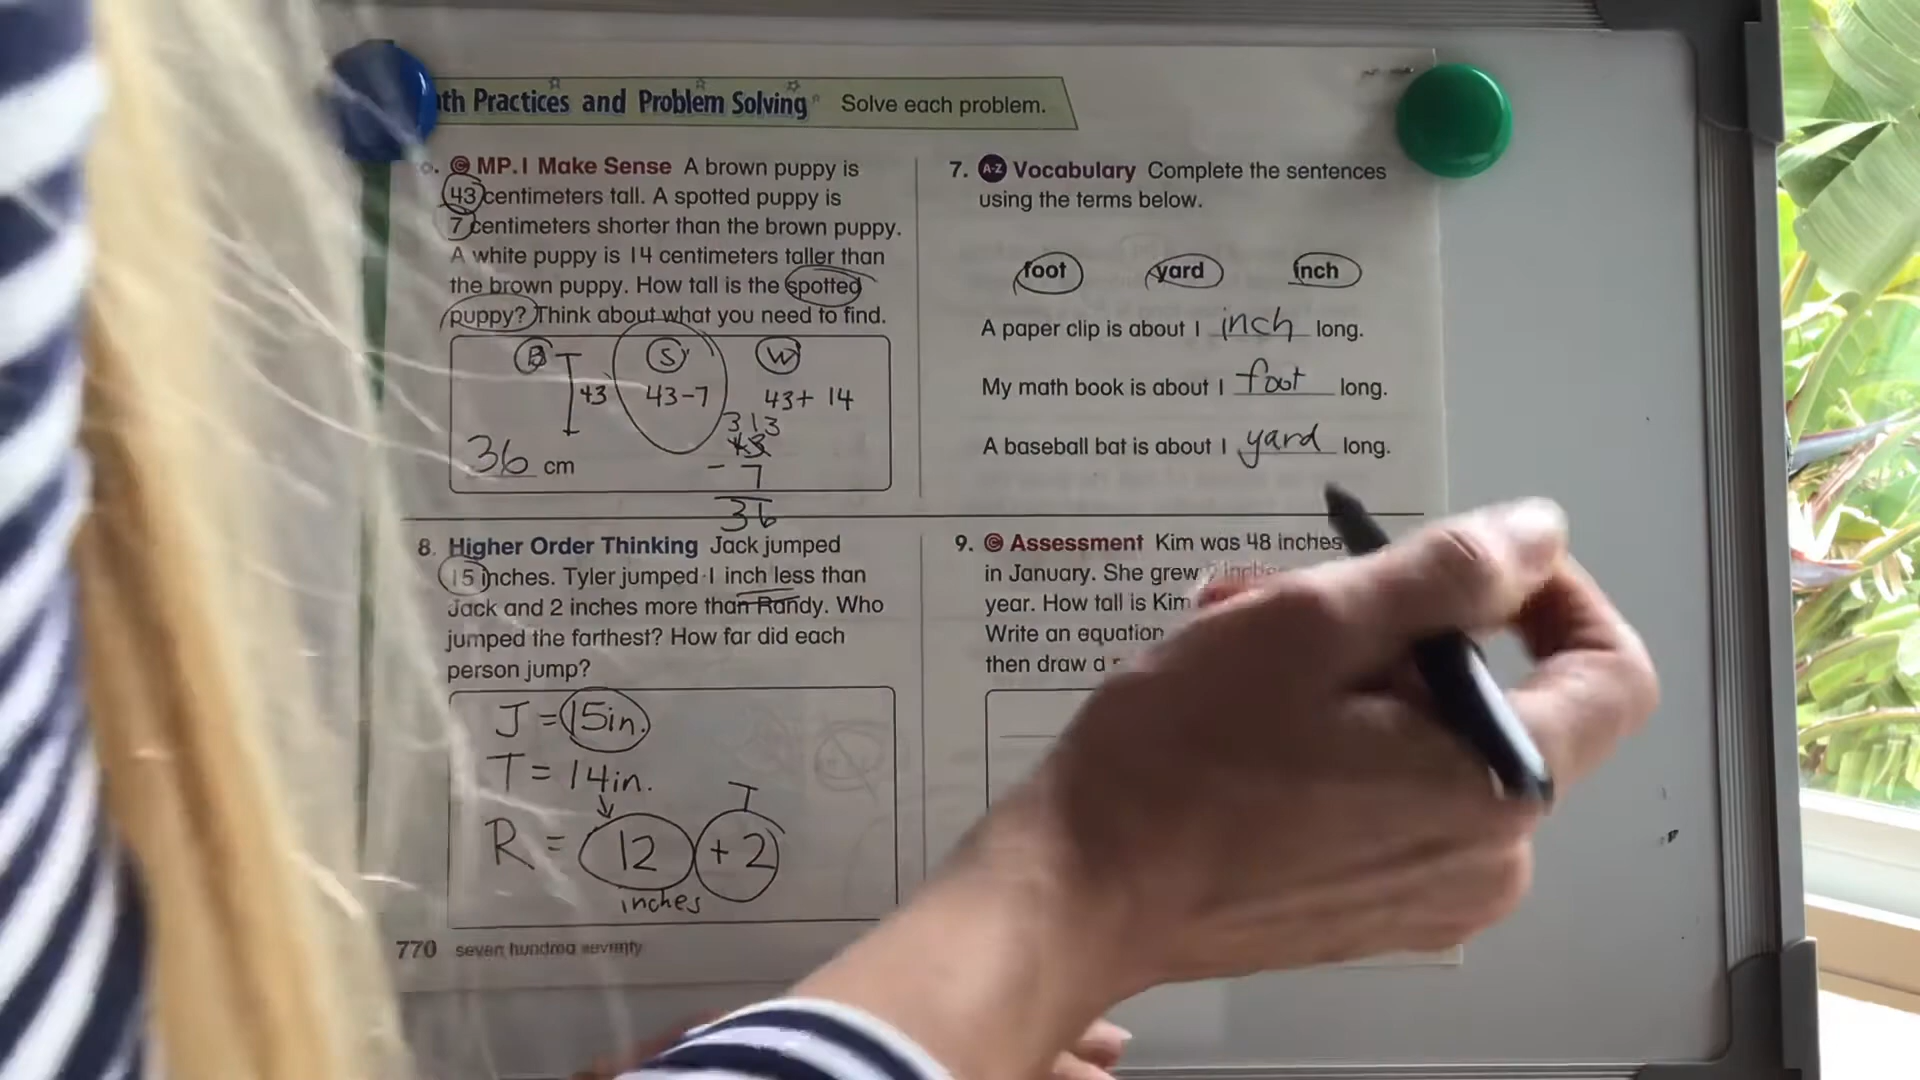 th Practices and Problem Solving Solve each problem.
MP.1 Make Sense A brown puppy is
43 centimeters tall. A spotted puppy is
7 centimeters shorter than the brown puppy.
A white puppy is 14 centimeters taller than
the brown puppy. How tall is the spotted
puppy? Think about what you need to find.
B S W
43 43-7 43+ 14
313
43
- 7
36
36 cm
7. A-Z Vocabulary Complete the sentences
using the terms below.
foot yard inch
A paper clip is about 1 inch long.
My math book is about 1 foot long.
A baseball bat is about 1 yard long.
8. Higher Order Thinking Jack jumped
15 inches. Tyler jumped 1 inch less than
Jack and 2 inches more than Randy. Who
jumped the farthest? How far did each
person jump?
J = 15in.
T = 14in.
T
R = 12 + 2
inches
9. Assessment Kim was 48 inches
in January. She grew
year. How tall is Kim
Write an equation
then draw a
770 seven hundred seventy